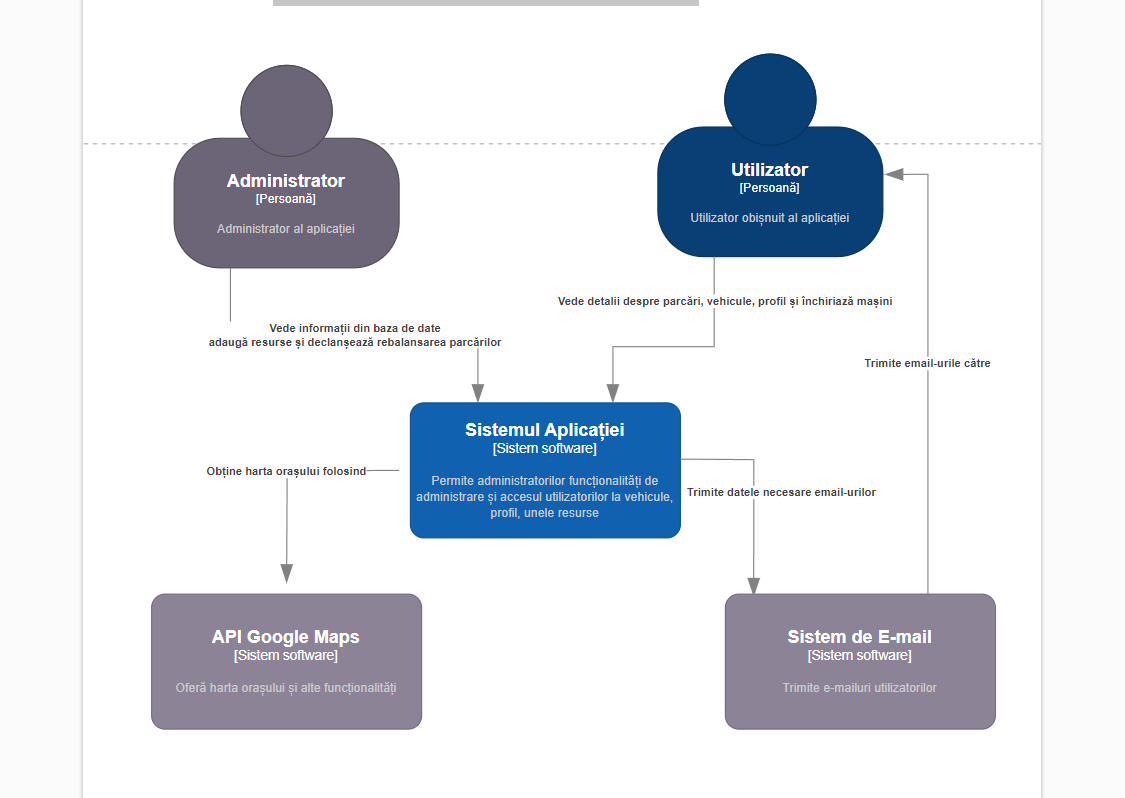 Administrator
[Persoană]
Administrator al aplicației
Utilizator
[Persoană]
Utilizator obișnuit al aplicației
Vede detalii despre parcări, vehicule, profil și închiriază mașini
Vede informații din baza de date
adaugă resurse și declanșează rebalansarea parcărilor
Trimite email-urile către
Sistemul Aplicației
[Sistem software]
Permite administratorilor funcționalități de
administrare și accesul utilizatorilor la vehicule,
profil, unele resurse
Obține harta orașului folosind
Trimite datele necesare email-urilor
API Google Maps
[Sistem software]
Oferă harta orașului și alte funcționalități
Sistem de E-mail
[Sistem software]
Trimite e-mailuri utilizatorilor